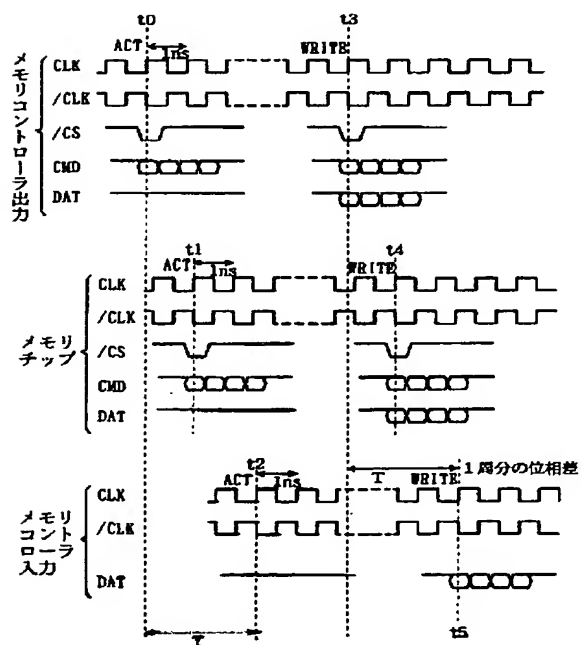 t0 t3
ACT 1ns WRITE
メモリコントローラ出力
CLK
/CLK
/CS
CMD
DAT
t1 t4
ACT 1ns WRITE
メモリチップ
CLK
/CLK
/CS
CMD
DAT
t2 1周分の位相差
ACT 1ns T WRITE
メモリコントローラ入力
CLK
/CLK
DAT
T t5